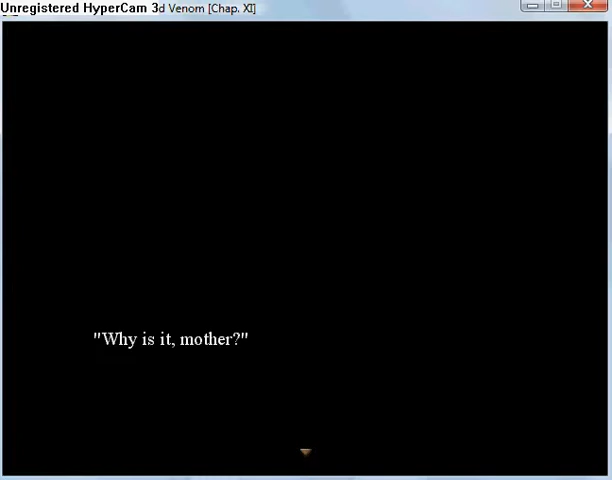 Unregistered HyperCam 3d Venom [Chap. XI]
"Why is it, mother?"